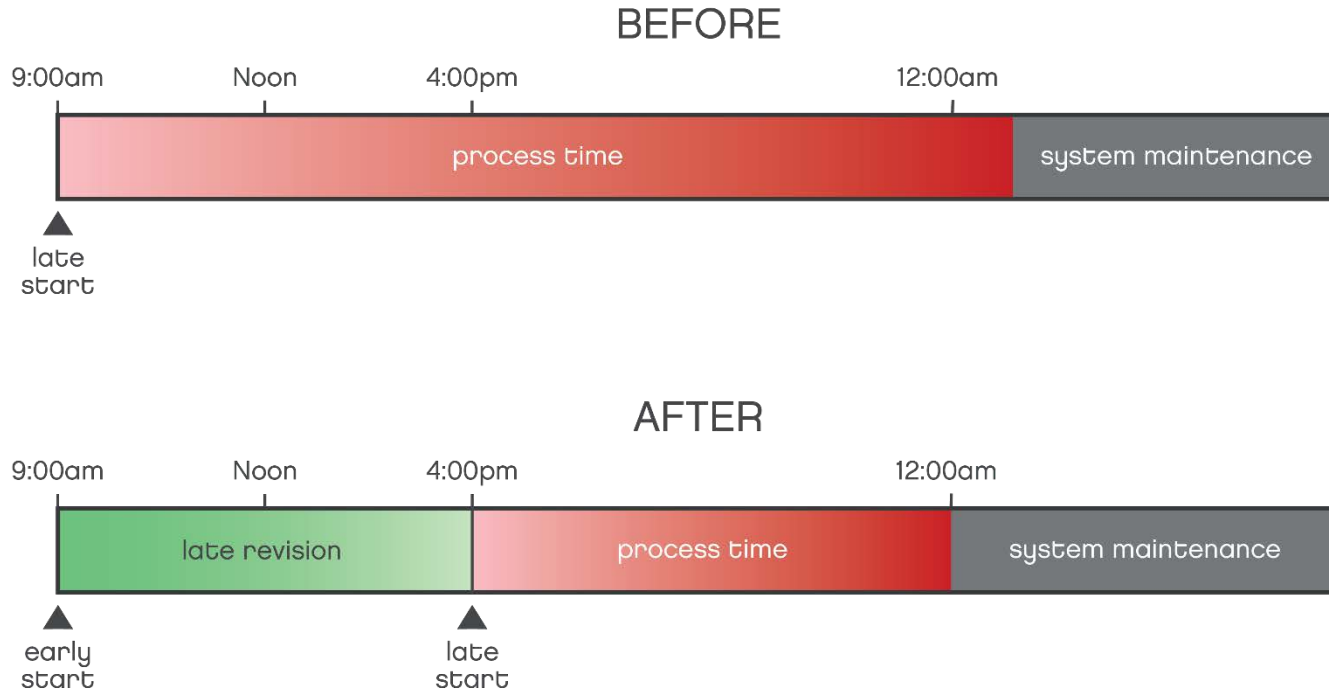 BEFORE
9:00am Noon 4:00pm 12:00am
process time system maintenance
late
start
AFTER
9:00am Noon 4:00pm 12:00am
late revision process time system maintenance
early late
start start